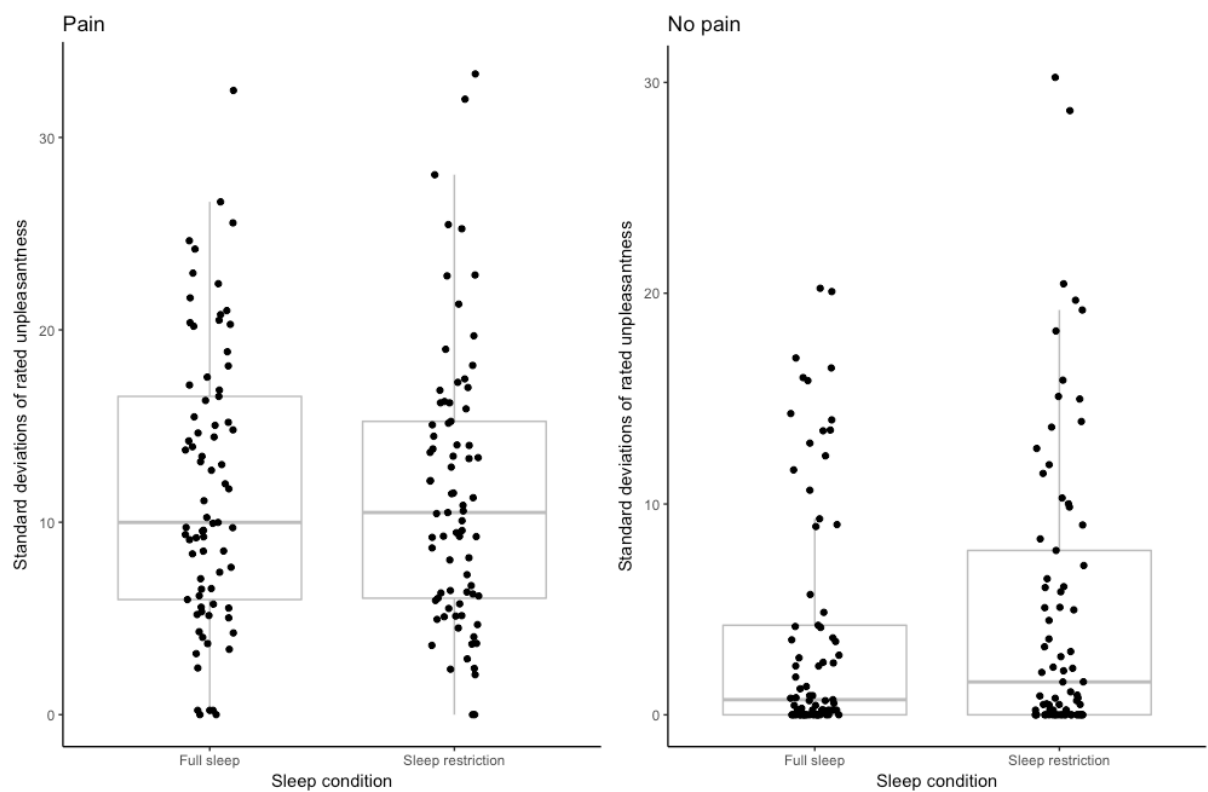 Pain
Standard deviations of rated unpleasantness
30
20
10
0
Full sleep
Sleep restriction
Sleep condition
No pain
Standard deviations of rated unpleasantness
30
20
10
0
Full sleep
Sleep restriction
Sleep condition